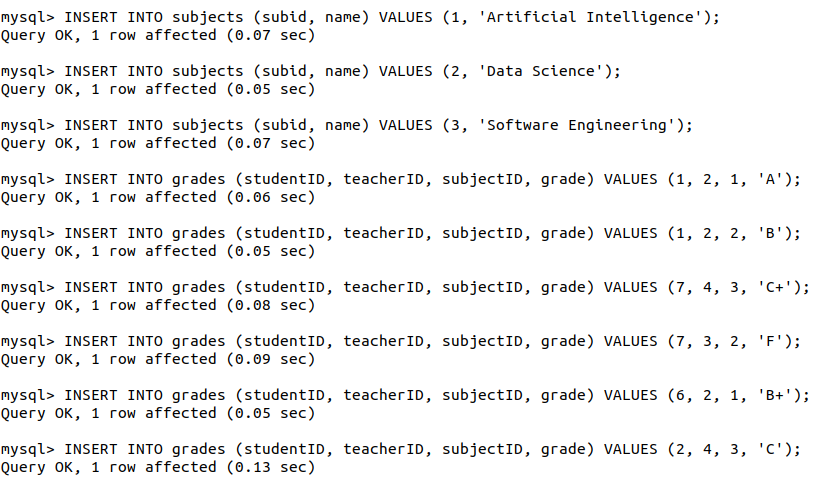 mysql> INSERT INTO subjects (subid, name) VALUES (1, 'Artificial Intelligence');
Query OK, 1 row affected (0.07 sec)
mysql> INSERT INTO subjects (subid, name) VALUES (2, 'Data Science');
Query OK, 1 row affected (0.05 sec)
mysql> INSERT INTO subjects (subid, name) VALUES (3, 'Software Engineering');
Query OK, 1 row affected (0.07 sec)
mysql> INSERT INTO grades (studentID, teacherID, subjectID, grade) VALUES (1, 2, 1, 'A');
Query OK, 1 row affected (0.06 sec)
mysql> INSERT INTO grades (studentID, teacherID, subjectID, grade) VALUES (1, 2, 2, 'B');
Query OK, 1 row affected (0.05 sec)
mysql> INSERT INTO grades (studentID, teacherID, subjectID, grade) VALUES (7, 4, 3, 'C+');
Query OK, 1 row affected (0.08 sec)
mysql> INSERT INTO grades (studentID, teacherID, subjectID, grade) VALUES (7, 3, 2, 'F');
Query OK, 1 row affected (0.09 sec)
mysql> INSERT INTO grades (studentID, teacherID, subjectID, grade) VALUES (6, 2, 1, 'B+');
Query OK, 1 row affected (0.05 sec)
mysql> INSERT INTO grades (studentID, teacherID, subjectID, grade) VALUES (2, 4, 3, 'C');
Query OK, 1 row affected (0.13 sec)